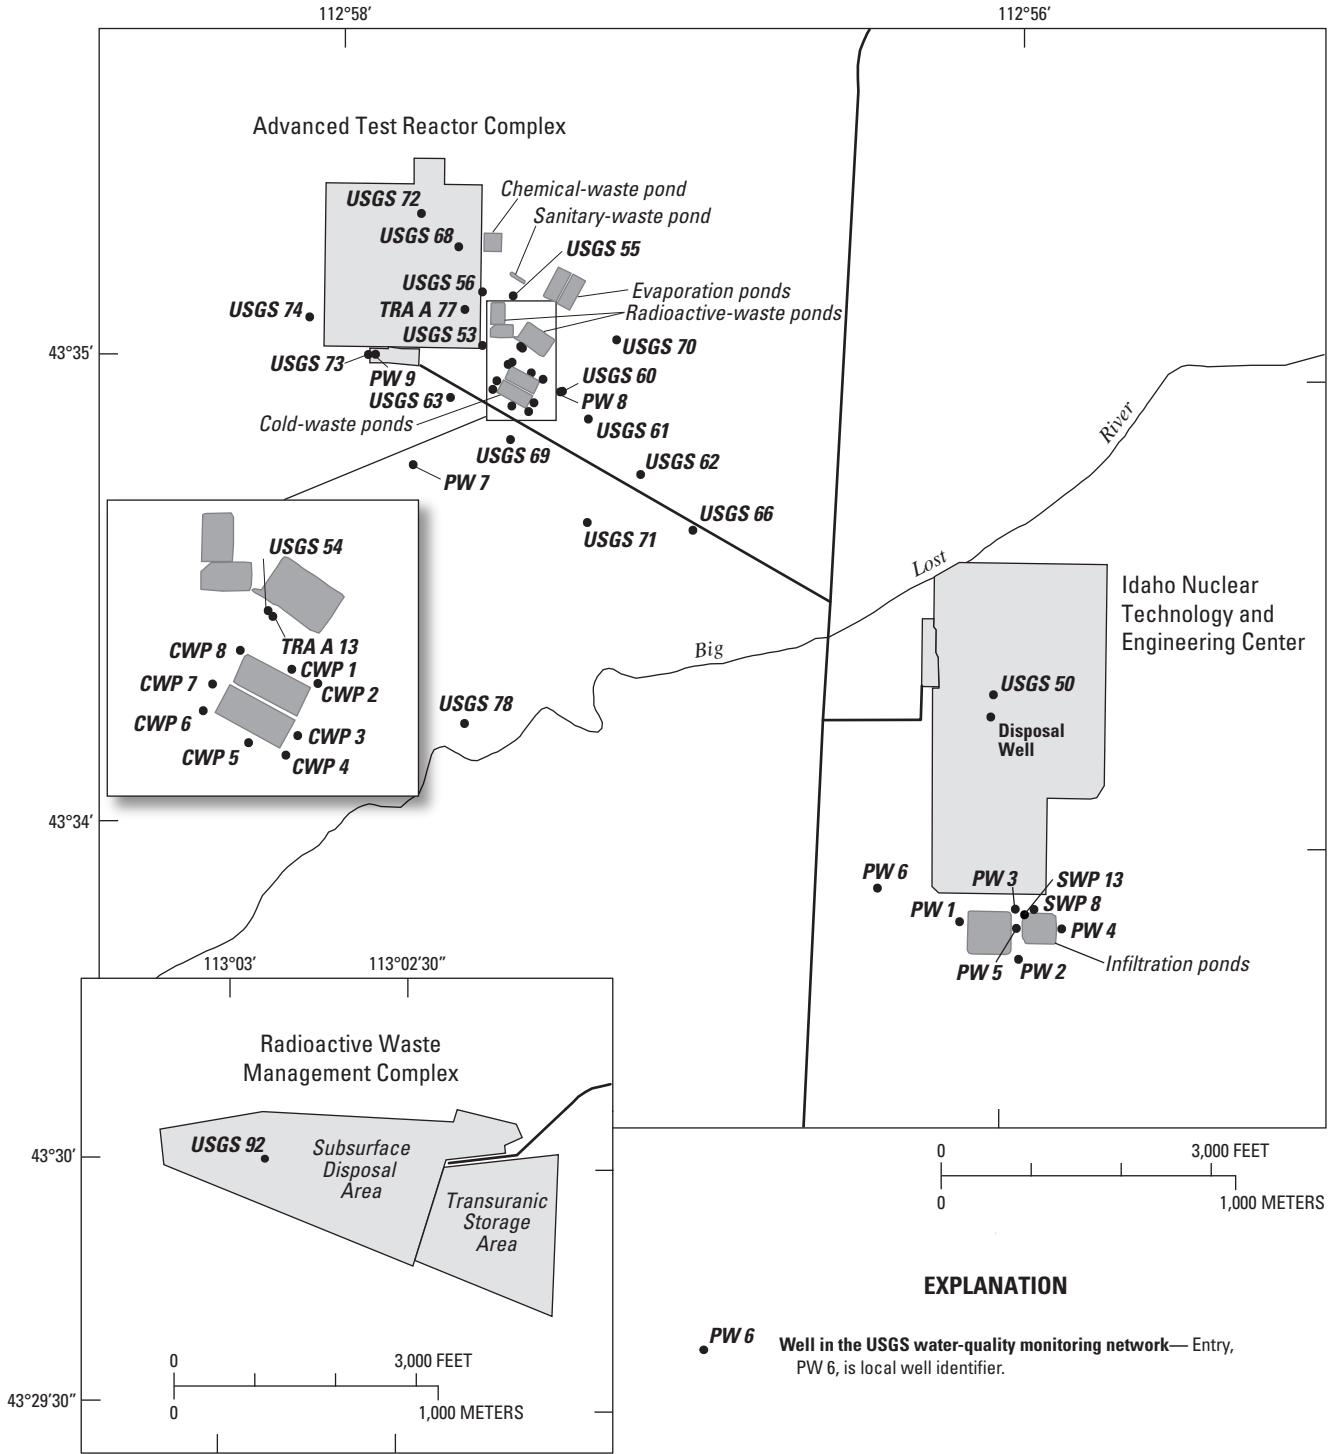 112°58′
112°56′
Advanced Test Reactor Complex
USGS 72
Chemical-waste pond
Sanitary-waste pond
USGS 68
USGS 55
USGS 56
Evaporation ponds
USGS 74
TRA A 77
Radioactive-waste ponds
USGS 53
USGS 70
43°35′
USGS 73
PW 9
USGS 60
USGS 63
PW 8
Cold-waste ponds
USGS 61
USGS 69
USGS 62
PW 7
USGS 66
USGS 71
River
Lost
Big
USGS 54
TRA A 13
CWP 8
CWP 1
CWP 7
CWP 2
CWP 6
CWP 3
CWP 5
CWP 4
USGS 78
Idaho Nuclear
Technology and
Engineering Center
USGS 50
Disposal
Well
43°34′
PW 6
PW 3
SWP 13
PW 1
SWP 8
PW 4
PW 5
PW 2
Infiltration ponds
113°03′
113°02′30″
Radioactive Waste
Management Complex
USGS 92
Subsurface
Disposal
Area
43°30′
Transuranic
Storage
Area
0
3,000 FEET
0
1,000 METERS
43°29′30″
0
3,000 FEET
0
1,000 METERS
EXPLANATION
PW 6
Well in the USGS water-quality monitoring network— Entry,
PW 6, is local well identifier.